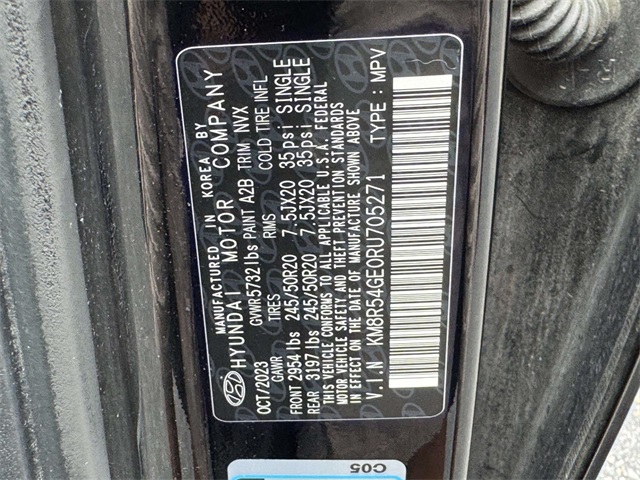 MANUFACTURED IN KOREA BY
HYUNDAI MOTOR COMPANY
OCT/2023 GVWR 5732lbs PAINT A2B TRIM NVX
GAWR TIRES RIMS COLD TIRE INFL
FRONT 2954 lbs 245/50R20 7.5JX20 35psi SINGLE
REAR 3197 lbs 245/50R20 7.5JX20 35psi SINGLE
THIS VEHICLE CONFORMS TO ALL APPLICABLE U.S.A. FEDERAL
MOTOR VEHICLE SAFETY AND THEFT PREVENTION STANDARDS
IN EFFECT ON THE DATE OF MANUFACTURE SHOWN ABOVE
V.I.N KM8R54GE0RU705271 TYPE : MPV
C05